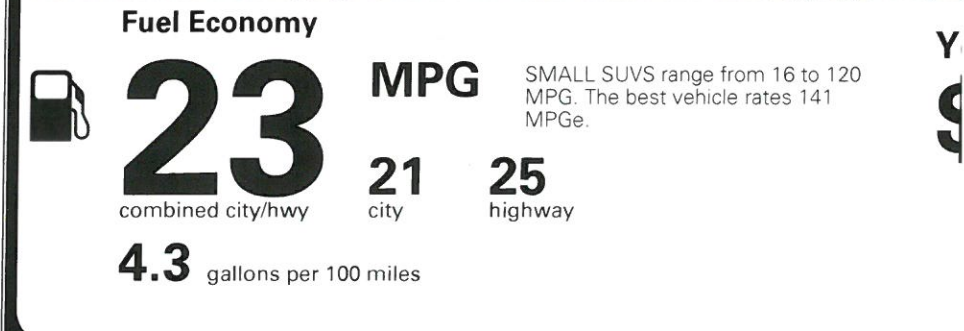 Fuel Economy
23
MPG
SMALL SUVS range from 16 to 120
MPG. The best vehicle rates 141
MPGe.
combined city/hwy
21
city
25
highway
4.3 gallons per 100 miles